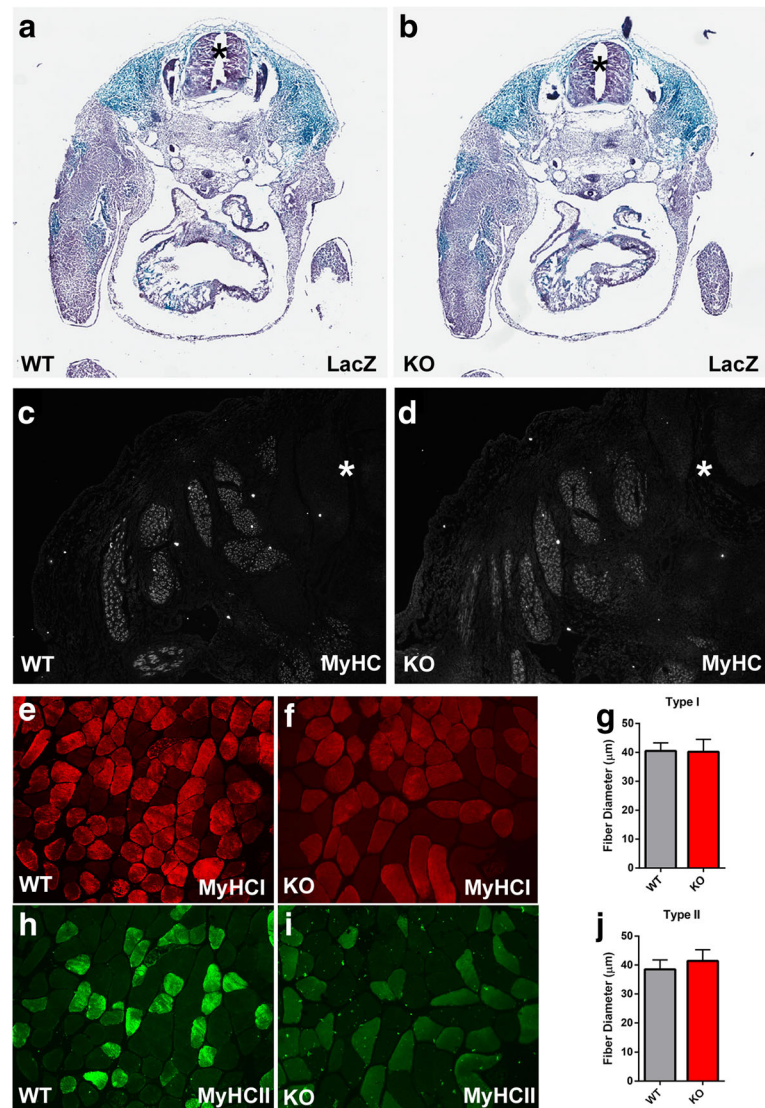 a
*
WT
LacZ
b
*
KO
LacZ
c
*
WT
MyHC
d
*
KO
MyHC
e
WT
MyHCI
f
KO
MyHCI
g
Type I
Fiber Diameter (μm)
50
40
30
20
10
0
WT
KO
h
WT
MyHCII
i
KO
MyHCII
j
Type II
Fiber Diameter (μm)
50
40
30
20
10
0
WT
KO